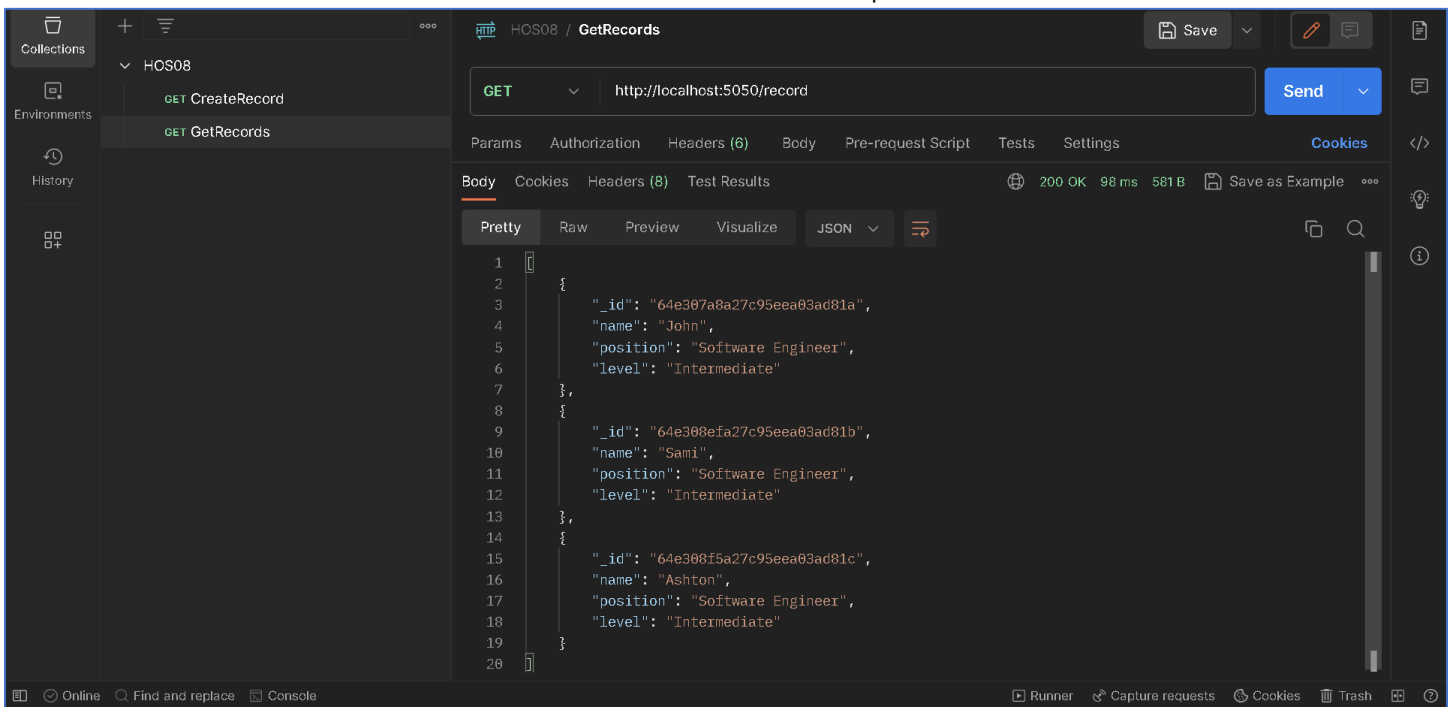 Collections
Environments
History
HOS08
GET CreateRecord
GET GetRecords
HTTP HOS08 / GetRecords
Save
GET http://localhost:5050/record
Send
Params Authorization Headers (6) Body Pre-request Script Tests Settings Cookies
Body Cookies Headers (8) Test Results 200 OK 98 ms 581 B Save as Example
Pretty Raw Preview Visualize JSON
1 [
2 {
3 "_id": "64e307a8a27c95eea03ad81a",
4 "name": "John",
5 "position": "Software Engineer",
6 "level": "Intermediate"
7 },
8 {
9 "_id": "64e308efa27c95eea03ad81b",
10 "name": "Sami",
11 "position": "Software Engineer",
12 "level": "Intermediate"
13 },
14 {
15 "_id": "64e308f5a27c95eea03ad81c",
16 "name": "Ashton",
17 "position": "Software Engineer",
18 "level": "Intermediate"
19 }
20 ]
Online Find and replace Console Runner Capture requests Cookies Trash